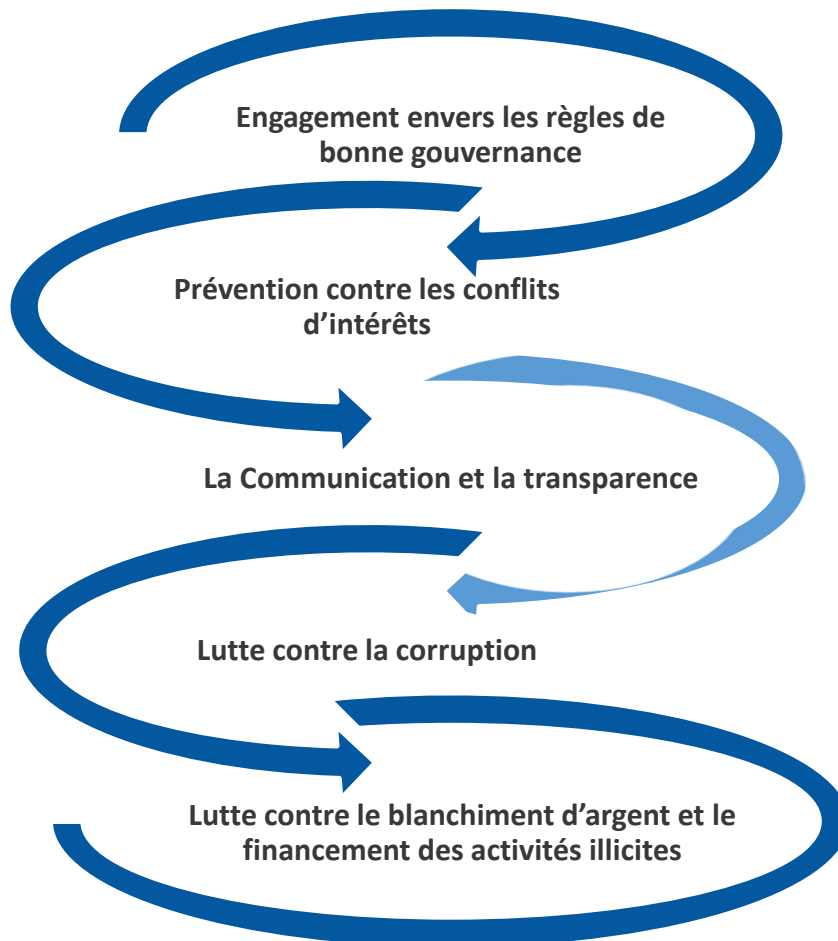 Engagement envers les règles de
bonne gouvernance
Prévention contre les conflits
d’intérêts
La Communication et la transparence
Lutte contre la corruption
Lutte contre le blanchiment d’argent et le
financement des activités illicites